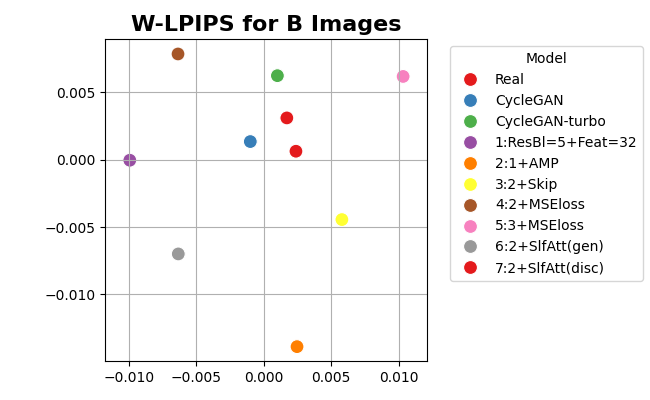 W-LPIPS for B Images
0.005
0.000
−0.005
−0.010
−0.010
−0.005
0.000
0.005
0.010
Model
Real
CycleGAN
CycleGAN-turbo
1:ResBl=5+Feat=32
2:1+AMP
3:2+Skip
4:2+MSEloss
5:3+MSEloss
6:2+SlfAtt(gen)
7:2+SlfAtt(disc)